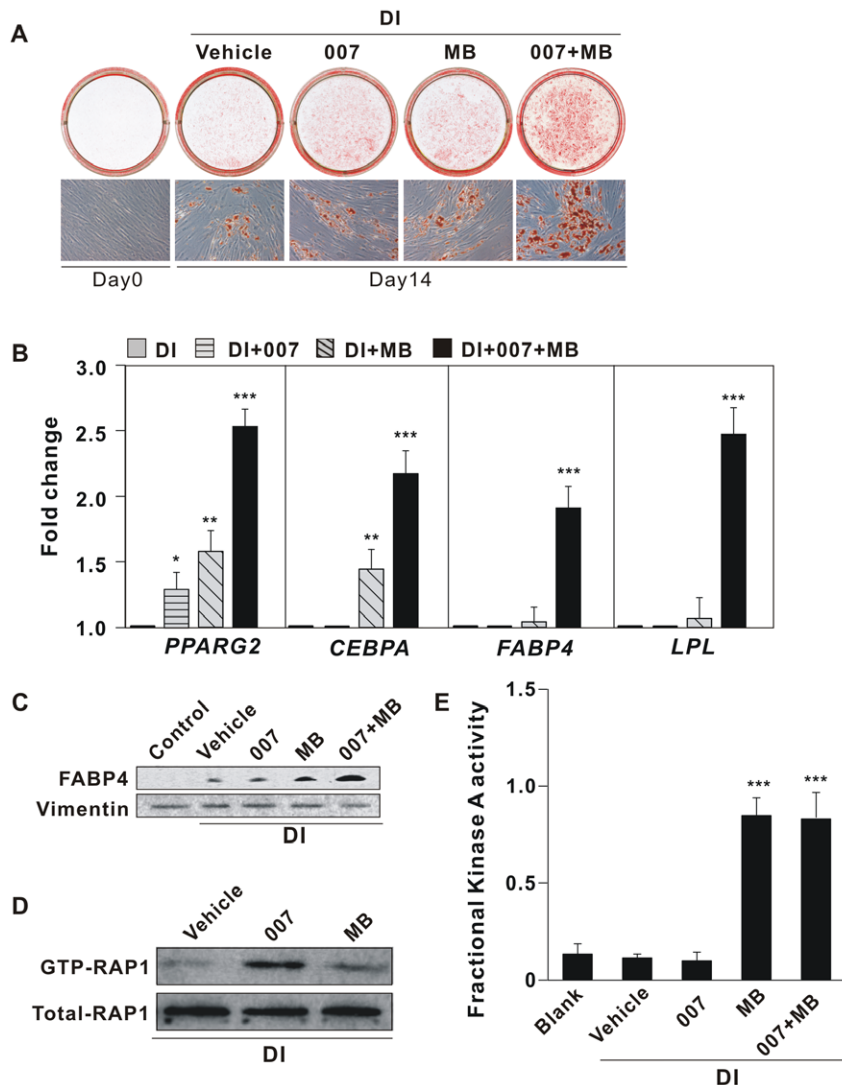 A
DI
Vehicle 007 MB 007+MB
Day0 Day14
B
DI DI+007 DI+MB DI+007+MB
Fold change
3.0
2.5
2.0
1.5
1.0
* ** ***
** ***
***
***
PPARG2 CEBPA FABP4 LPL
C
Control Vehicle 007 MB 007+MB
FABP4
Vimentin
DI
D
Vehicle 007 MB
GTP-RAP1
Total-RAP1
DI
E
Fractional Kinase A activity
1.5
1.0
0.5
0
*** ***
Blank Vehicle 007 MB 007+MB
DI